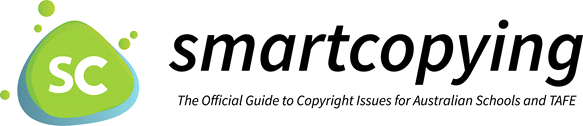 SC
smartcopying
The Official Guide to Copyright Issues for Australian Schools and TAFE